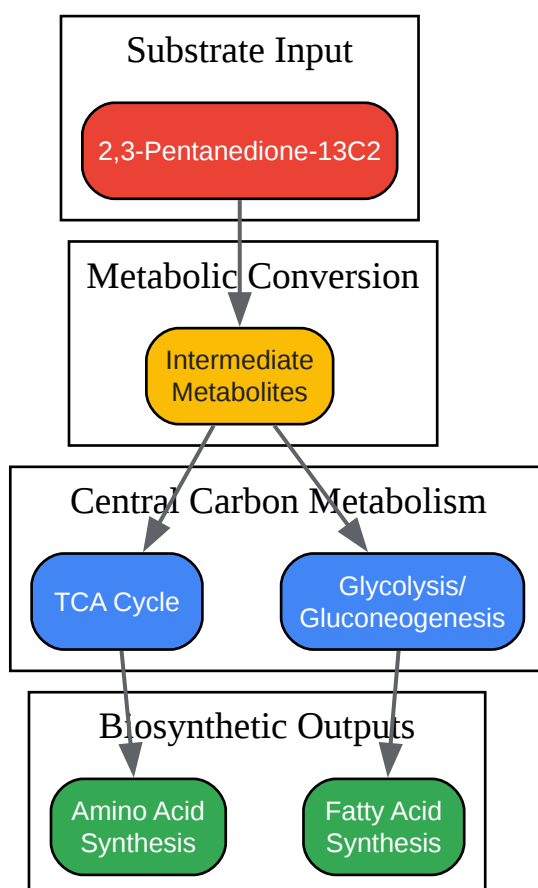 Substrate Input
2,3-Pentanedione-13C2
Metabolic Conversion
Intermediate
Metabolites
Central Carbon Metabolism
TCA Cycle
Glycolysis/
Gluconeogenesis
Biosynthetic Outputs
Amino Acid
Synthesis
Fatty Acid
Synthesis